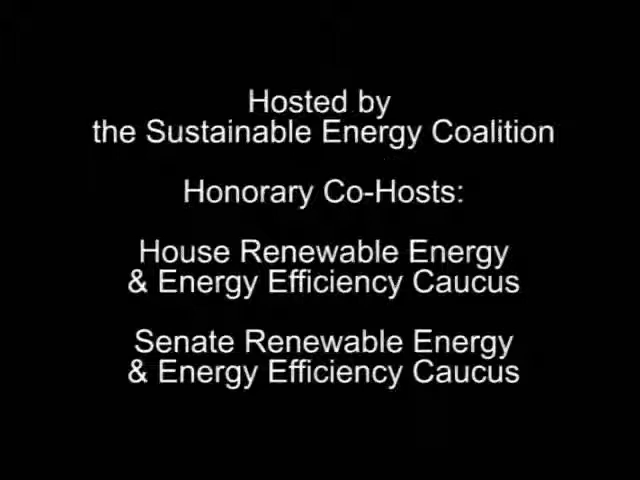 Hosted by
the Sustainable Energy Coalition
Honorary Co-Hosts:
House Renewable Energy
& Energy Efficiency Caucus
Senate Renewable Energy
& Energy Efficiency Caucus